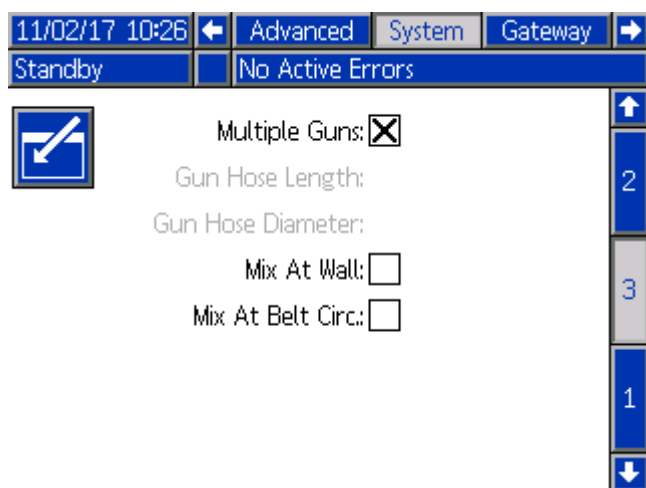 11/02/17 10:26 Advanced System Gateway
Standby No Active Errors
Multiple Guns:
Gun Hose Length:
Gun Hose Diameter:
Mix At Wall:
Mix At Belt Circ.:
2
3
1